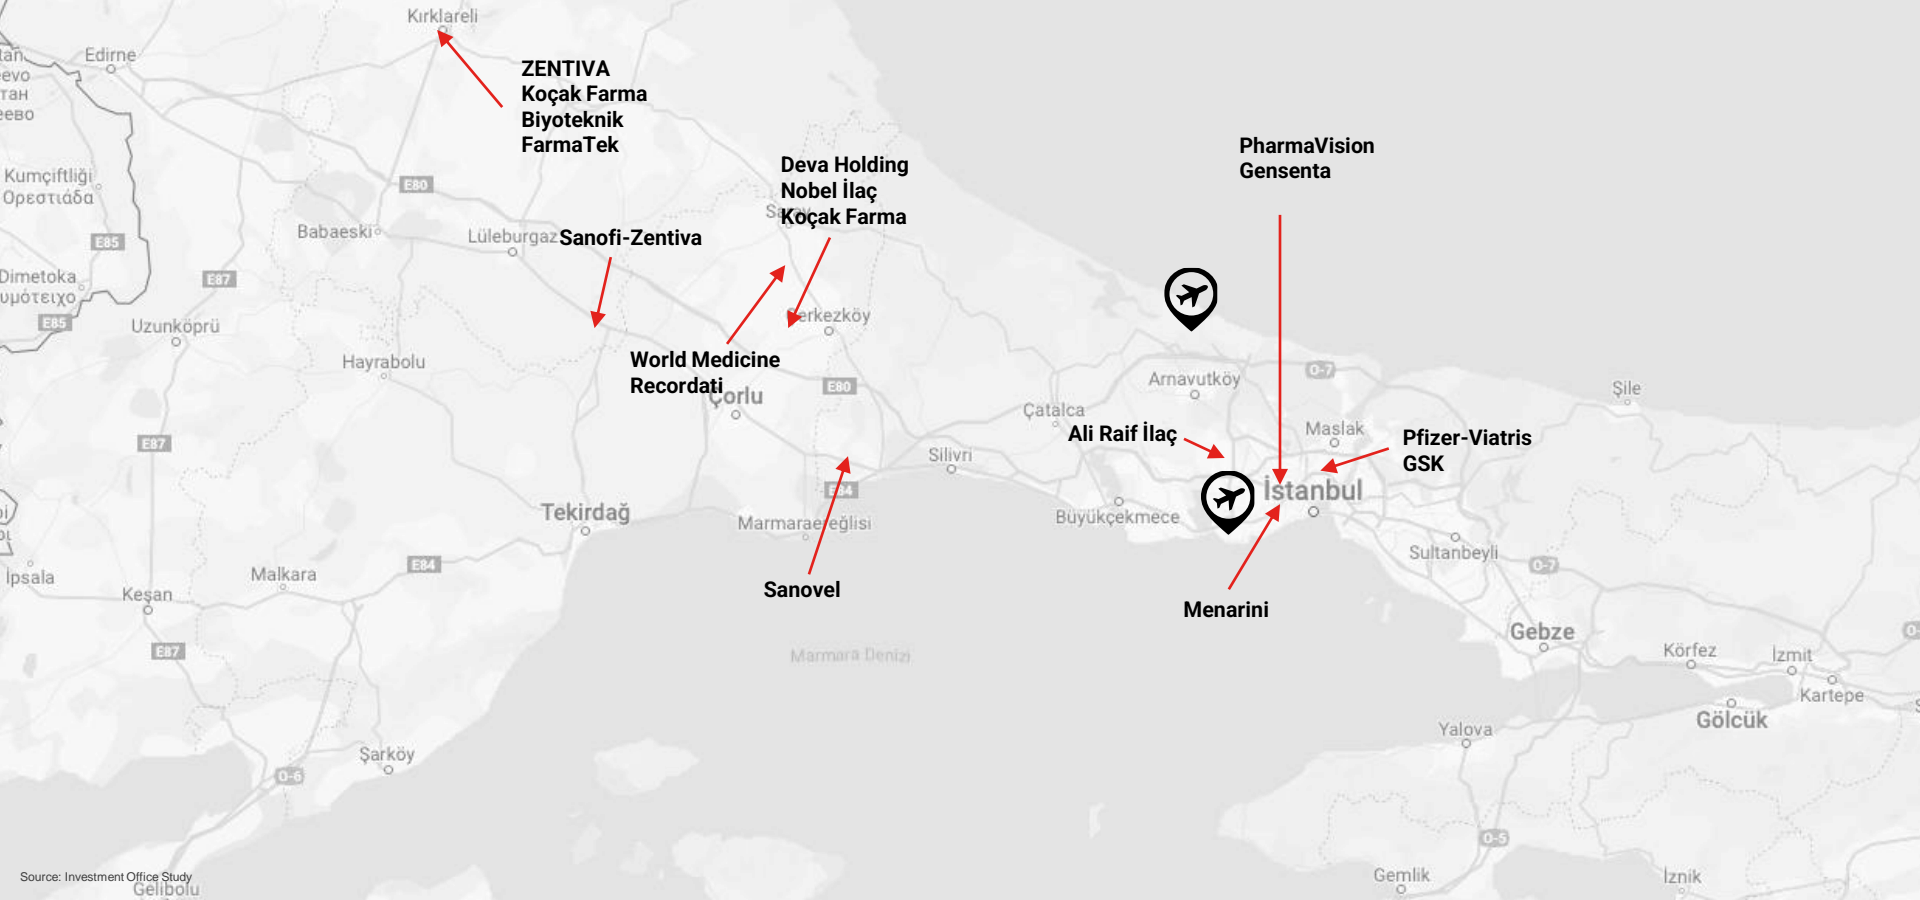 Kırklareli
Edirne
ZENTIVA
Koçak Farma
Biyoteknik
FarmaTek
Kumçiftliği
Ορεστιάδα
E80
E85
Babaeski
Lüleburgaz
Sanofi-Zentiva
Deva Holding
Nobel İlaç
Koçak Farma
PharmaVision
Gensenta
Dimetoka
E87
E85
Uzunköprü
Hayrabolu
Çerkezköy
World Medicine
Recordati
Çorlu
E80
Arnavutköy
O-7
Şile
Çatalca
Ali Raif İlaç
Maslak
Pfizer-Viatris
GSK
E87
Silivri
E84
İstanbul
Tekirdağ
Marmaraereğlisi
Büyükçekmece
Sultanbeyli
O-7
İpsala
Malkara
E84
Keşan
Sanovel
Menarini
Gebze
E87
Marmara Denizi
Körfez
İzmit
Kartepe
Gölcük
Yalova
Şarköy
O-6
O-5
Source: Investment Office Study
Gelibolu
Gemlik
İznik